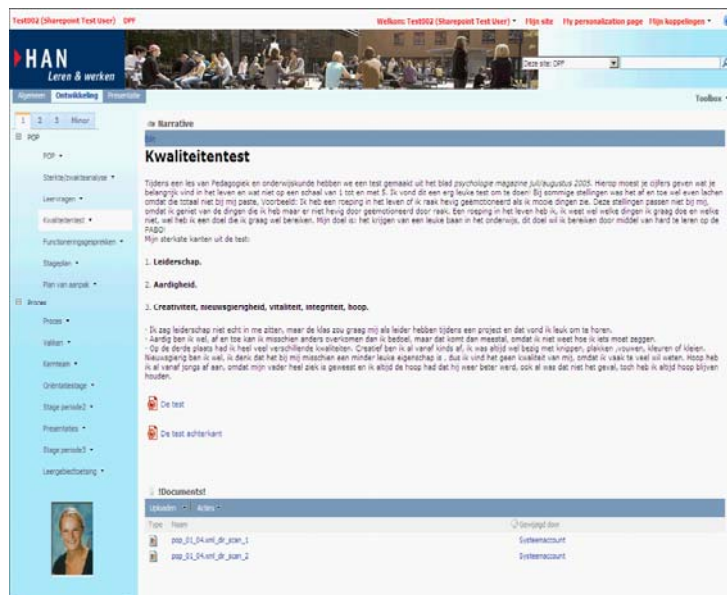 Test002 (Sharepoint Test User) DPF
Welkom Test002 (Sharepoint Test User) Mijn site My personalization page Mijn koppelingen
HAN
Leren & werken
Deze site: DPF
Algemeen Ontwikkeling Presentatie
Toolbox
1 2 3 Minor
POP
POP
Sterkte/zwakteanalyse
Leervragen
Kwaliteitentest
Functioneringsgesprekken
Stageplan
Plan van aanpak
Proces
Proces
Vakken
Kernteam
Oriëntatiestage
Stage periode2
Presentaties
Stage periode3
Leergebiedtoetsing
Narrative
Edit
Kwaliteitentest
Tijdens een les van Pedagogiek en onderwijskunde hebben we een test gemaakt uit het blad psychologie magazine juli/augustus 2005. Hierop moest je cijfers geven wat je
belangrijk vind in het leven en wat niet op een schaal van 1 tot en met 5. Ik vond dit een erg leuke test om te doen! Bij sommige stellingen was het af en toe wel even lachen
omdat die totaal niet bij mij paste. Voorbeeld: Ik heb een roeping in het leven of ik raak hevig geëmotioneerd als ik mooie dingen zie. Deze stellingen passen niet bij mij,
omdat ik geniet van de dingen die ik heb maar er niet hevig door geëmotioneerd door raak. Een roeping in het leven heb ik, ik weet wel welke dingen ik graag doe en welke
niet, wel heb ik een doel die ik graag wel bereiken. Mijn doel is: het krijgen van een leuke baan in het onderwijs, dit doel wil ik bereiken door middel van hard te leren op de
PABO!
Mijn sterkste kanten uit de test:
1. Leiderschap.
2. Aardigheid.
3. Creativiteit, nieuwsgierigheid, vitaliteit, integriteit, hoop.
- Ik zag leiderschap niet echt in me zitten, maar de klas zou graag mij als leider hebben tijdens een project en dat vond ik leuk om te horen.
- Aardig ben ik wel, af en toe kan ik misschien anders overkomen dan ik bedoel, maar dat komt dan meestal, omdat ik niet weet hoe ik iets moet zeggen.
- Op de derde plaats had ik heel veel verschillende kwaliteiten. Creatief ben ik al vanaf kinds af, ik was altijd wel bezig met knippen, plakken ,vouwen, kleuren of kleien.
Nieuwsgierig ben ik wel, ik denk dat het bij mij misschien een minder leuke eigenschap is , dus ik vind het geen kwaliteit van mij, omdat ik vaak te veel wil weten. Hoop heb
ik al vanaf jongs af aan, omdat mijn vader heel ziek is geweest en ik altijd de hoop had dat hij weer beter werd, ook al was dat niet het geval, toch heb ik altijd hoop blijven
houden.
De test
De test achterkant
!Documents!
Uploaden Acties
Type Naam Gewijzigd door
pop_01_04.xml_dr_scan_1 Systeemaccount
pop_01_04.xml_dr_scan_2 Systeemaccount